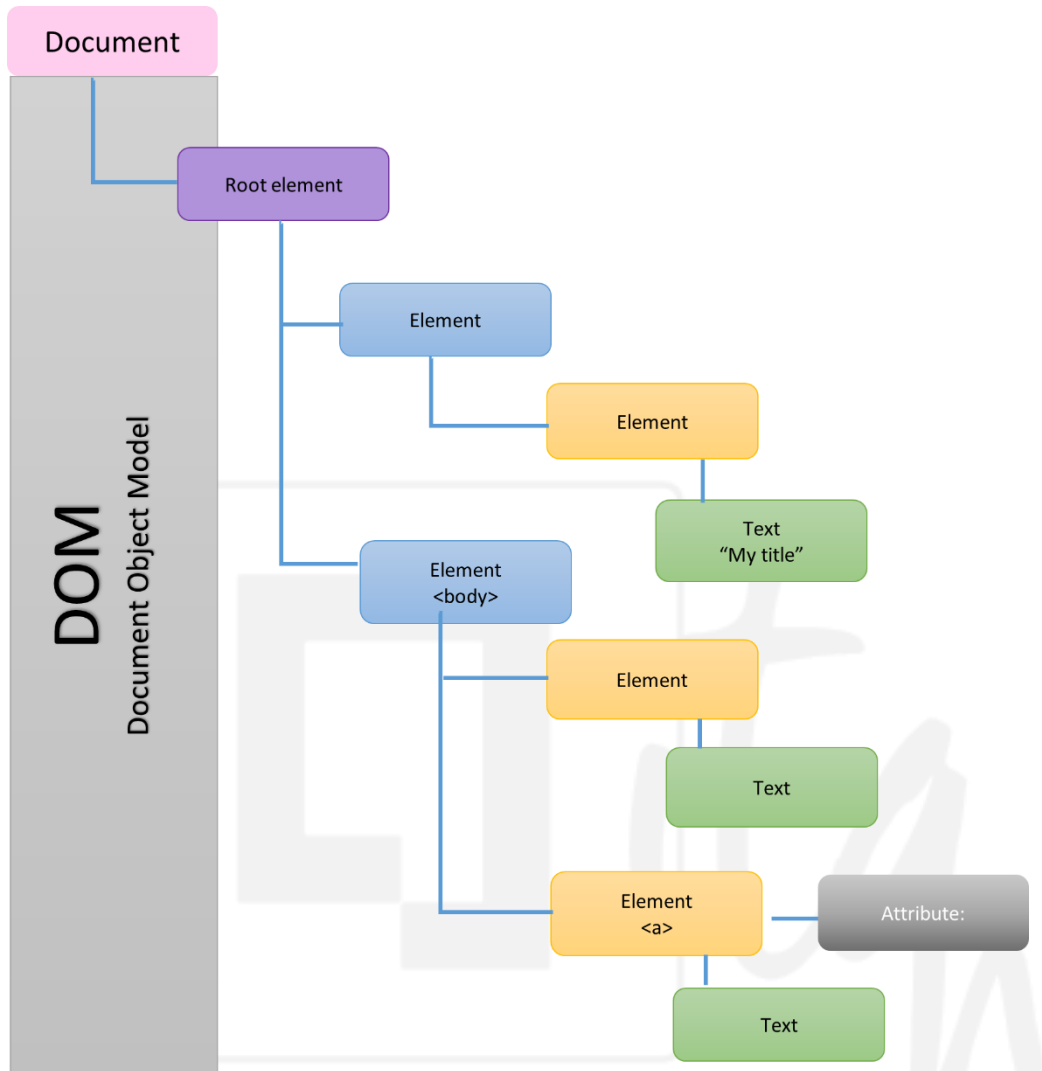 Document
Root element
Element
Element
Text
“My title”
Element
<body>
Element
Text
Element
<a>
Attribute:
Text
DOM
Document Object Model